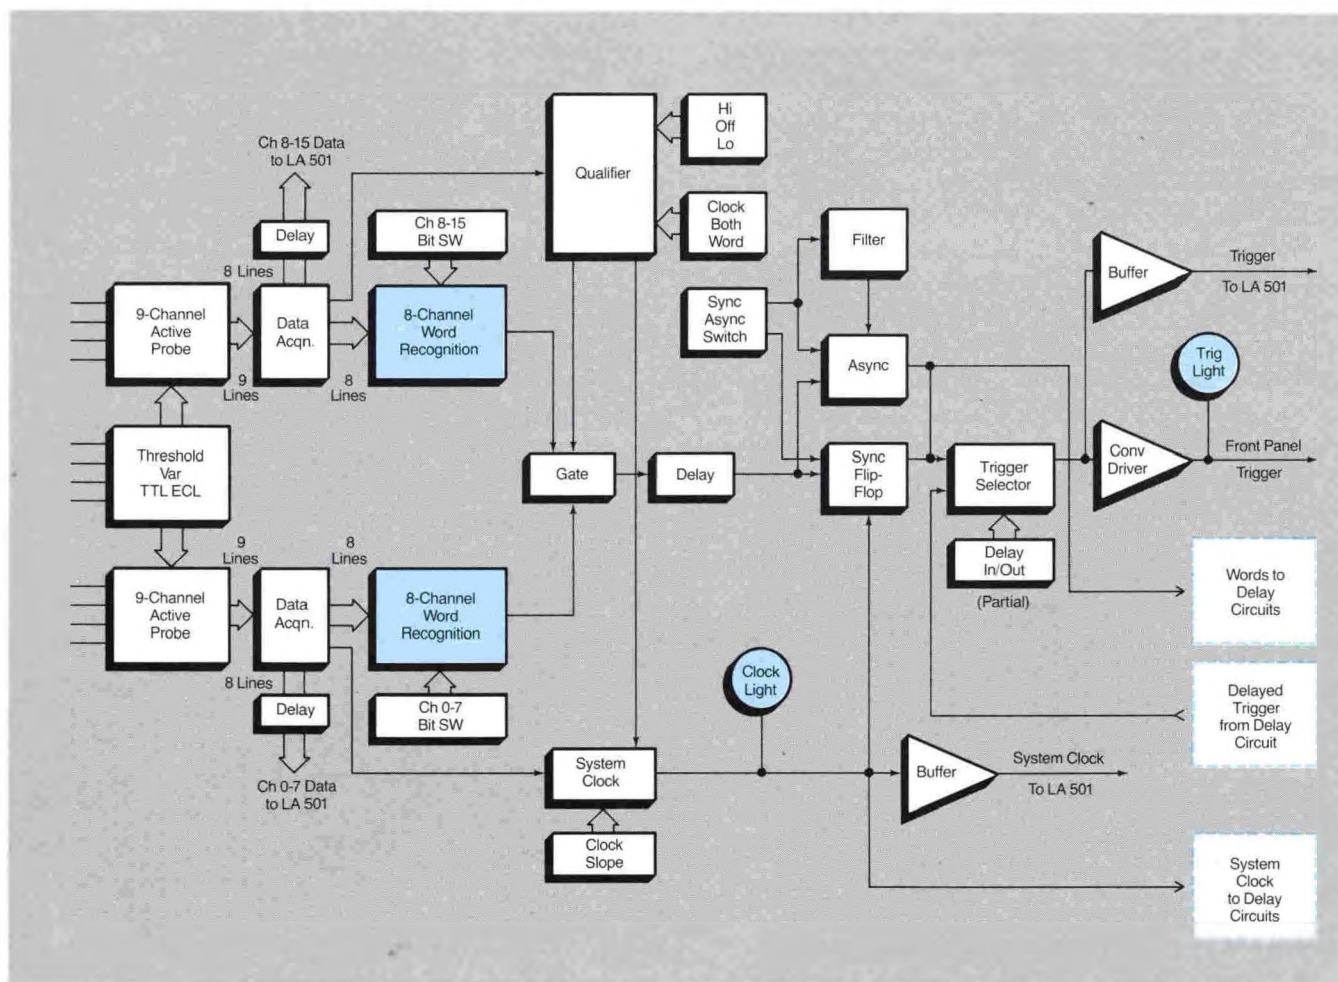 Ch 8-15 Data
to LA 501
Delay
8 Lines
Ch 8-15
Bit SW
Qualifier
Hi
Off
Lo
Clock
Both
Word
Filter
Buffer
Trigger
To LA 501
9-Channel
Active
Probe
Data
Acqn.
8-Channel
Word
Recognition
9
Lines
8
Lines
Sync
Async
Switch
Async
Trig
Light
Threshold
Var
TTL ECL
Gate
Delay
Sync
Flip-
Flop
Trigger
Selector
Conv
Driver
Front Panel
Trigger
Delay
In/Out
(Partial)
Words to
Delay
Circuits
9
Lines
8
Lines
9-Channel
Active
Probe
Data
Acqn.
8-Channel
Word
Recognition
8 Lines
Delay
Ch 0-7
Bit SW
Clock
Light
Delayed
Trigger
from Delay
Circuit
Ch 0-7 Data
to LA 501
System
Clock
Buffer
System Clock
To LA 501
Clock
Slope
System
Clock
to Delay
Circuits